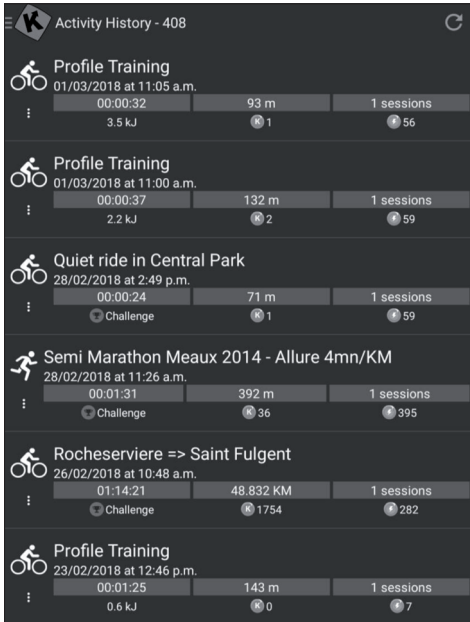 K Activity History - 408
Profile Training
01/03/2018 at 11:05 a.m.
00:00:32 93 m 1 sessions
3.5 kJ K 1 56
Profile Training
01/03/2018 at 11:00 a.m.
00:00:37 132 m 1 sessions
2.2 kJ K 2 59
Quiet ride in Central Park
28/02/2018 at 2:49 p.m.
00:00:24 71 m 1 sessions
Challenge K 1 59
Semi Marathon Meaux 2014 - Allure 4mn/KM
28/02/2018 at 11:26 a.m.
00:01:31 392 m 1 sessions
Challenge K 36 395
Rocheserviere => Saint Fulgent
26/02/2018 at 10:48 a.m.
01:14:21 48.832 KM 1 sessions
Challenge K 1754 282
Profile Training
23/02/2018 at 12:46 p.m.
00:01:25 143 m 1 sessions
0.6 kJ K 0 7